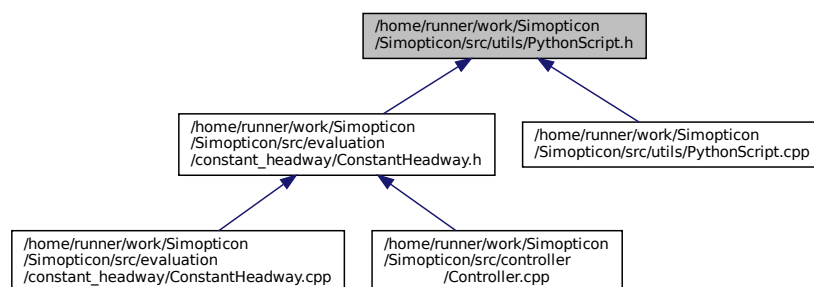 /home/runner/work/Simopticon
/Simopticon/src/utils/PythonScript.h
/home/runner/work/Simopticon
/Simopticon/src/evaluation
/constant_headway/ConstantHeadway.h
/home/runner/work/Simopticon
/Simopticon/src/utils/PythonScript.cpp
/home/runner/work/Simopticon
/Simopticon/src/evaluation
/constant_headway/ConstantHeadway.cpp
/home/runner/work/Simopticon
/Simopticon/src/controller
/Controller.cpp